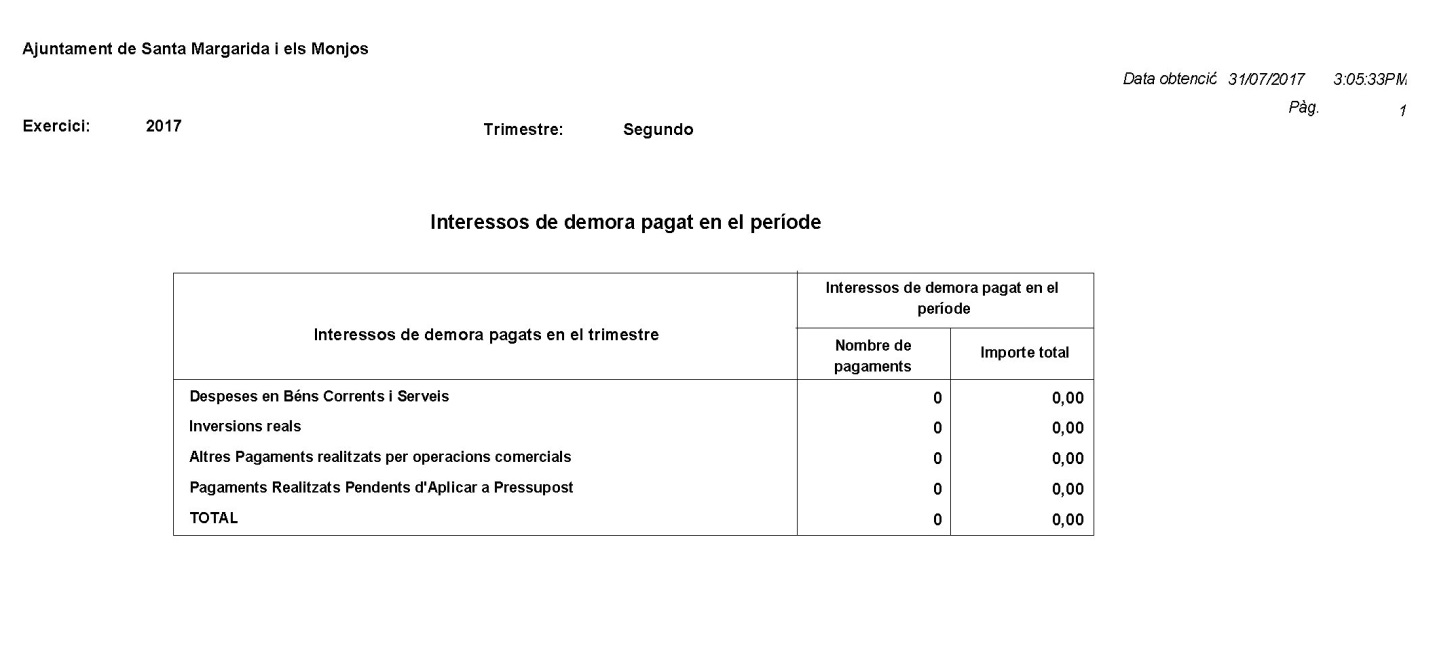 Ajuntament de Santa Margarida i els Monjos
Data obtenció 31/07/2017 3:05:33PM
Pàg. 1
Exercici: 2017 Trimestre: Segundo
Interessos de demora pagat en el període
Interessos de demora pagat en el
període
Interessos de demora pagats en el trimestre
Nombre de
pagaments
Importe total
Despeses en Béns Corrents i Serveis 0 0,00
Inversions reals 0 0,00
Altres Pagaments realitzats per operacions comercials 0 0,00
Pagaments Realitzats Pendents d'Aplicar a Pressupost 0 0,00
TOTAL 0 0,00